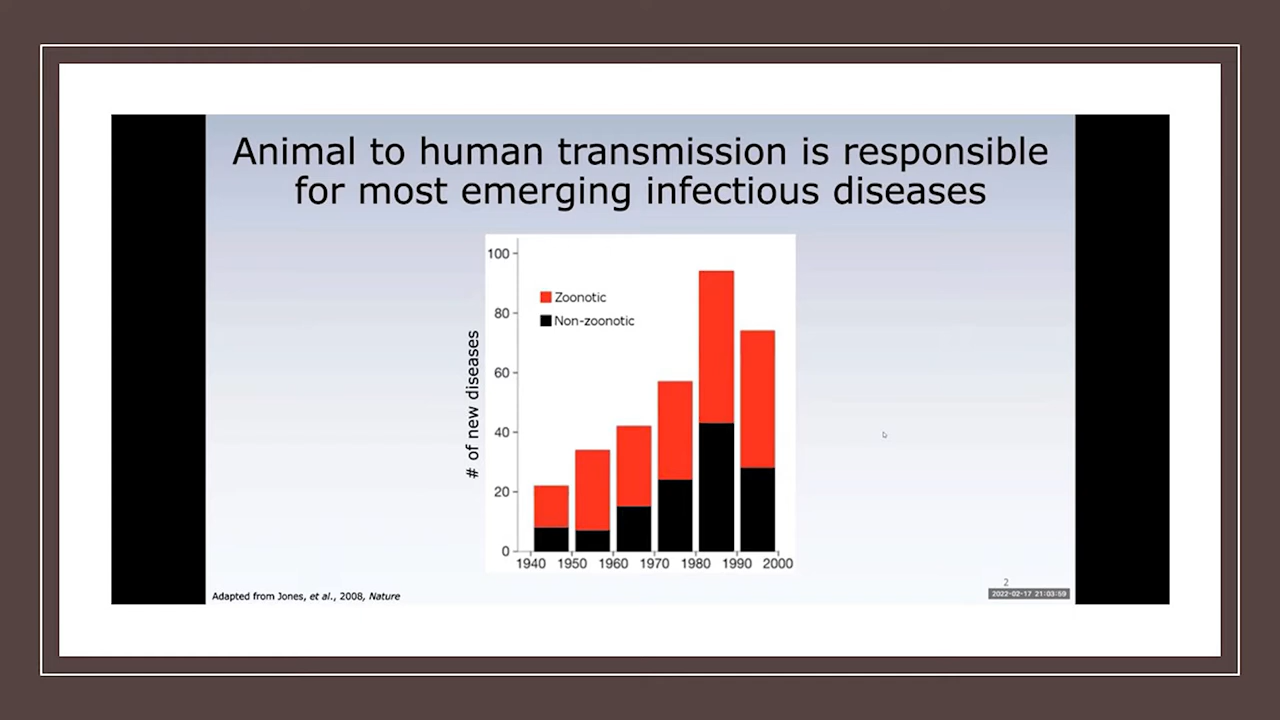 Animal to human transmission is responsible
for most emerging infectious diseases
100
80
60
40
20
0
# of new diseases
Zoonotic
Non-zoonotic
1940 1950 1960 1970 1980 1990 2000
Adapted from Jones, et al., 2008, Nature
2
2022-02-17 21:03:59